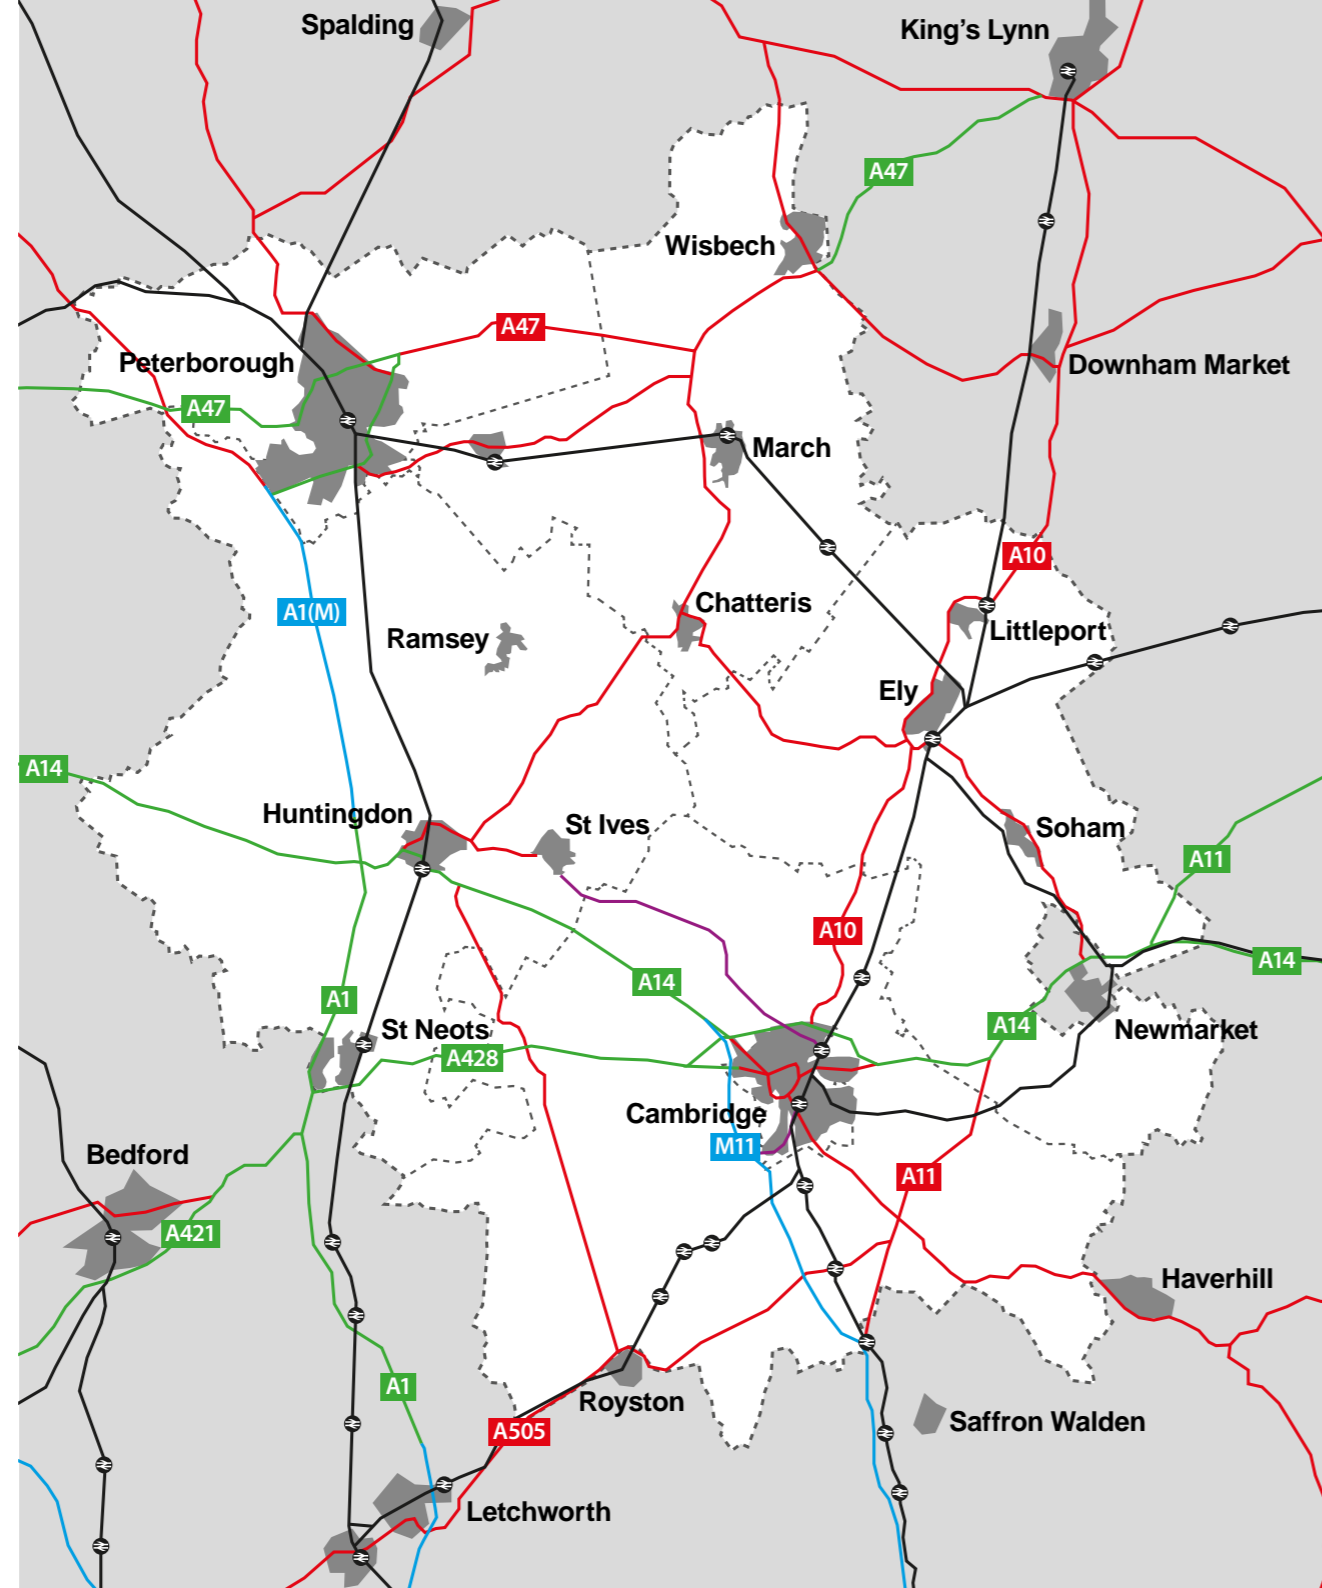 Spalding
King's Lynn
A47
Wisbech
A47
Peterborough
Downham Market
A47
March
A10
Chatteris
A1(M)
Littleport
Ramsey
Ely
A14
Huntingdon
St Ives
Soham
A11
A10
A14
A14
A1
A14
St Neots
Newmarket
A428
Cambridge
M11
Bedford
A11
A421
Haverhill
A1
Royston
Saffron Walden
A505
Letchworth